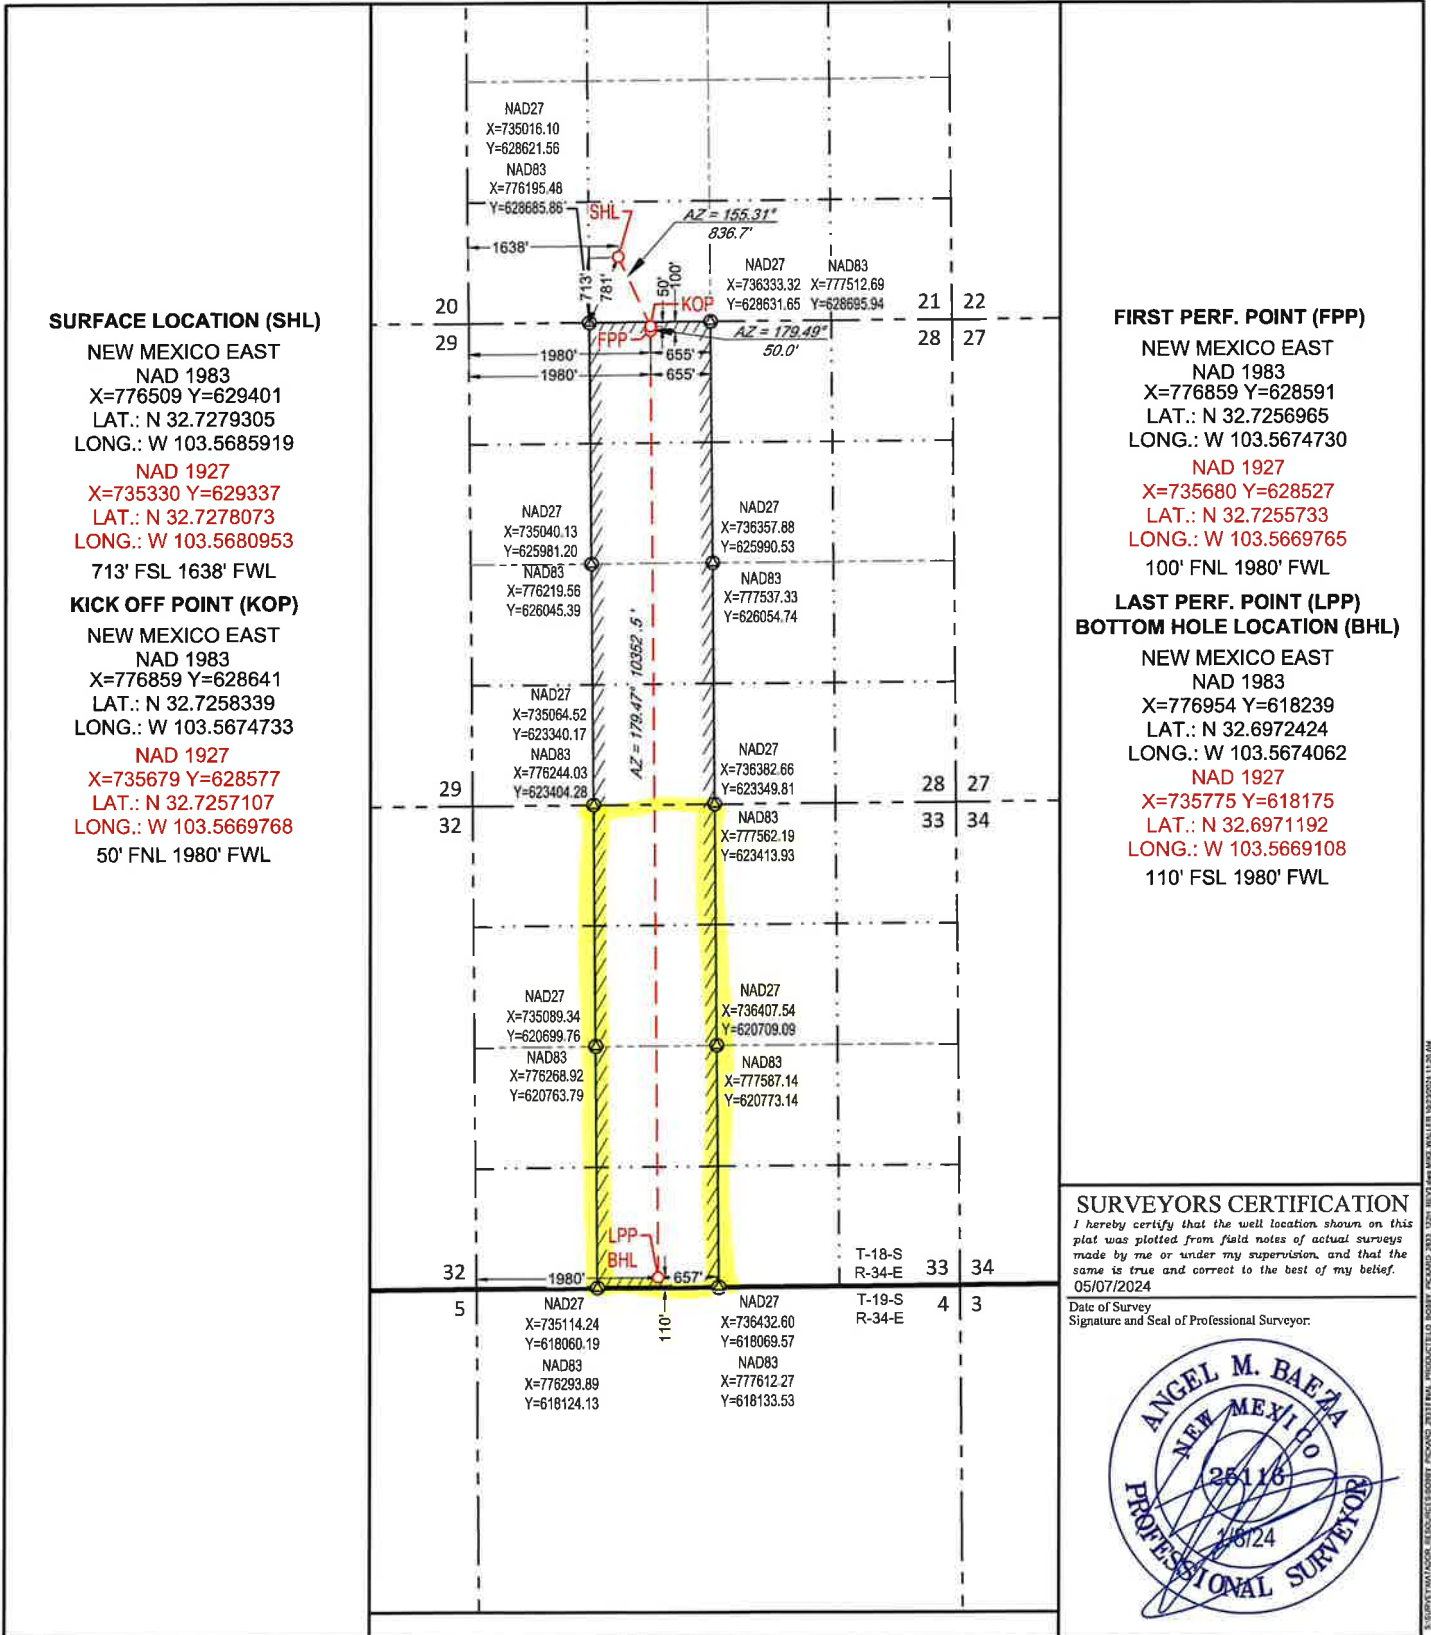 SURFACE LOCATION (SHL)
NEW MEXICO EAST
NAD 1983
X=776509 Y=629401
LAT.: N 32.7279305
LONG.: W 103.5685919
NAD 1927
X=735330 Y=629337
LAT.: N 32.7278073
LONG.: W 103.5680953
713' FSL 1638' FWL
KICK OFF POINT (KOP)
NEW MEXICO EAST
NAD 1983
X=776859 Y=628641
LAT.: N 32.7258339
LONG.: W 103.5674733
NAD 1927
X=735679 Y=628577
LAT.: N 32.7257107
LONG.: W 103.5669768
50' FNL 1980' FWL
NAD27
X=735016.10
Y=628621.56
NAD83
X=776195.48
Y=628685.86
SHL
AZ = 155.31°
836.7'
1638'
713'
781'
50'
100'
KOP
NAD27
X=736333.32
Y=628631.65
NAD83
X=777512.69
Y=628695.94
20
21 22
29
28 27
FPP
AZ = 179.49°
50.0'
1980'
655'
1980'
655'
NAD27
X=735040.13
Y=625981.20
NAD83
X=776219.56
Y=626045.39
NAD27
X=736357.88
Y=625990.53
NAD83
X=777537.33
Y=626054.74
AZ = 179.47° 10352.5'
NAD27
X=735064.52
Y=623340.17
NAD83
X=776244.03
Y=623404.28
NAD27
X=736382.66
Y=623349.81
NAD83
X=777562.19
Y=623413.93
29
28 27
32
33 34
NAD27
X=735089.34
Y=620699.76
NAD83
X=776268.92
Y=620763.79
NAD27
X=736407.54
Y=620709.09
NAD83
X=777587.14
Y=620773.14
LPP
BHL
1980'
657'
110'
T-18-S
R-34-E
32
33 34
5
T-19-S
R-34-E
4 3
NAD27
X=735114.24
Y=618060.19
NAD83
X=776293.89
Y=618124.13
NAD27
X=736432.60
Y=618069.57
NAD83
X=777612.27
Y=618133.53
FIRST PERF. POINT (FPP)
NEW MEXICO EAST
NAD 1983
X=776859 Y=628591
LAT.: N 32.7256965
LONG.: W 103.5674730
NAD 1927
X=735680 Y=628527
LAT.: N 32.7255733
LONG.: W 103.5669765
100' FNL 1980' FWL
LAST PERF. POINT (LPP)
BOTTOM HOLE LOCATION (BHL)
NEW MEXICO EAST
NAD 1983
X=776954 Y=618239
LAT.: N 32.6972424
LONG.: W 103.5674062
NAD 1927
X=735775 Y=618175
LAT.: N 32.6971192
LONG.: W 103.5669108
110' FSL 1980' FWL
SURVEYORS CERTIFICATION
I hereby certify that the well location shown on this
plat was plotted from field notes of actual surveys
made by me or under my supervision, and that the
same is true and correct to the best of my belief.
05/07/2024
Date of Survey
Signature and Seal of Professional Surveyor:
ANGEL M. BAEZA
NEW MEXICO
25116
PROFESSIONAL SURVEYOR